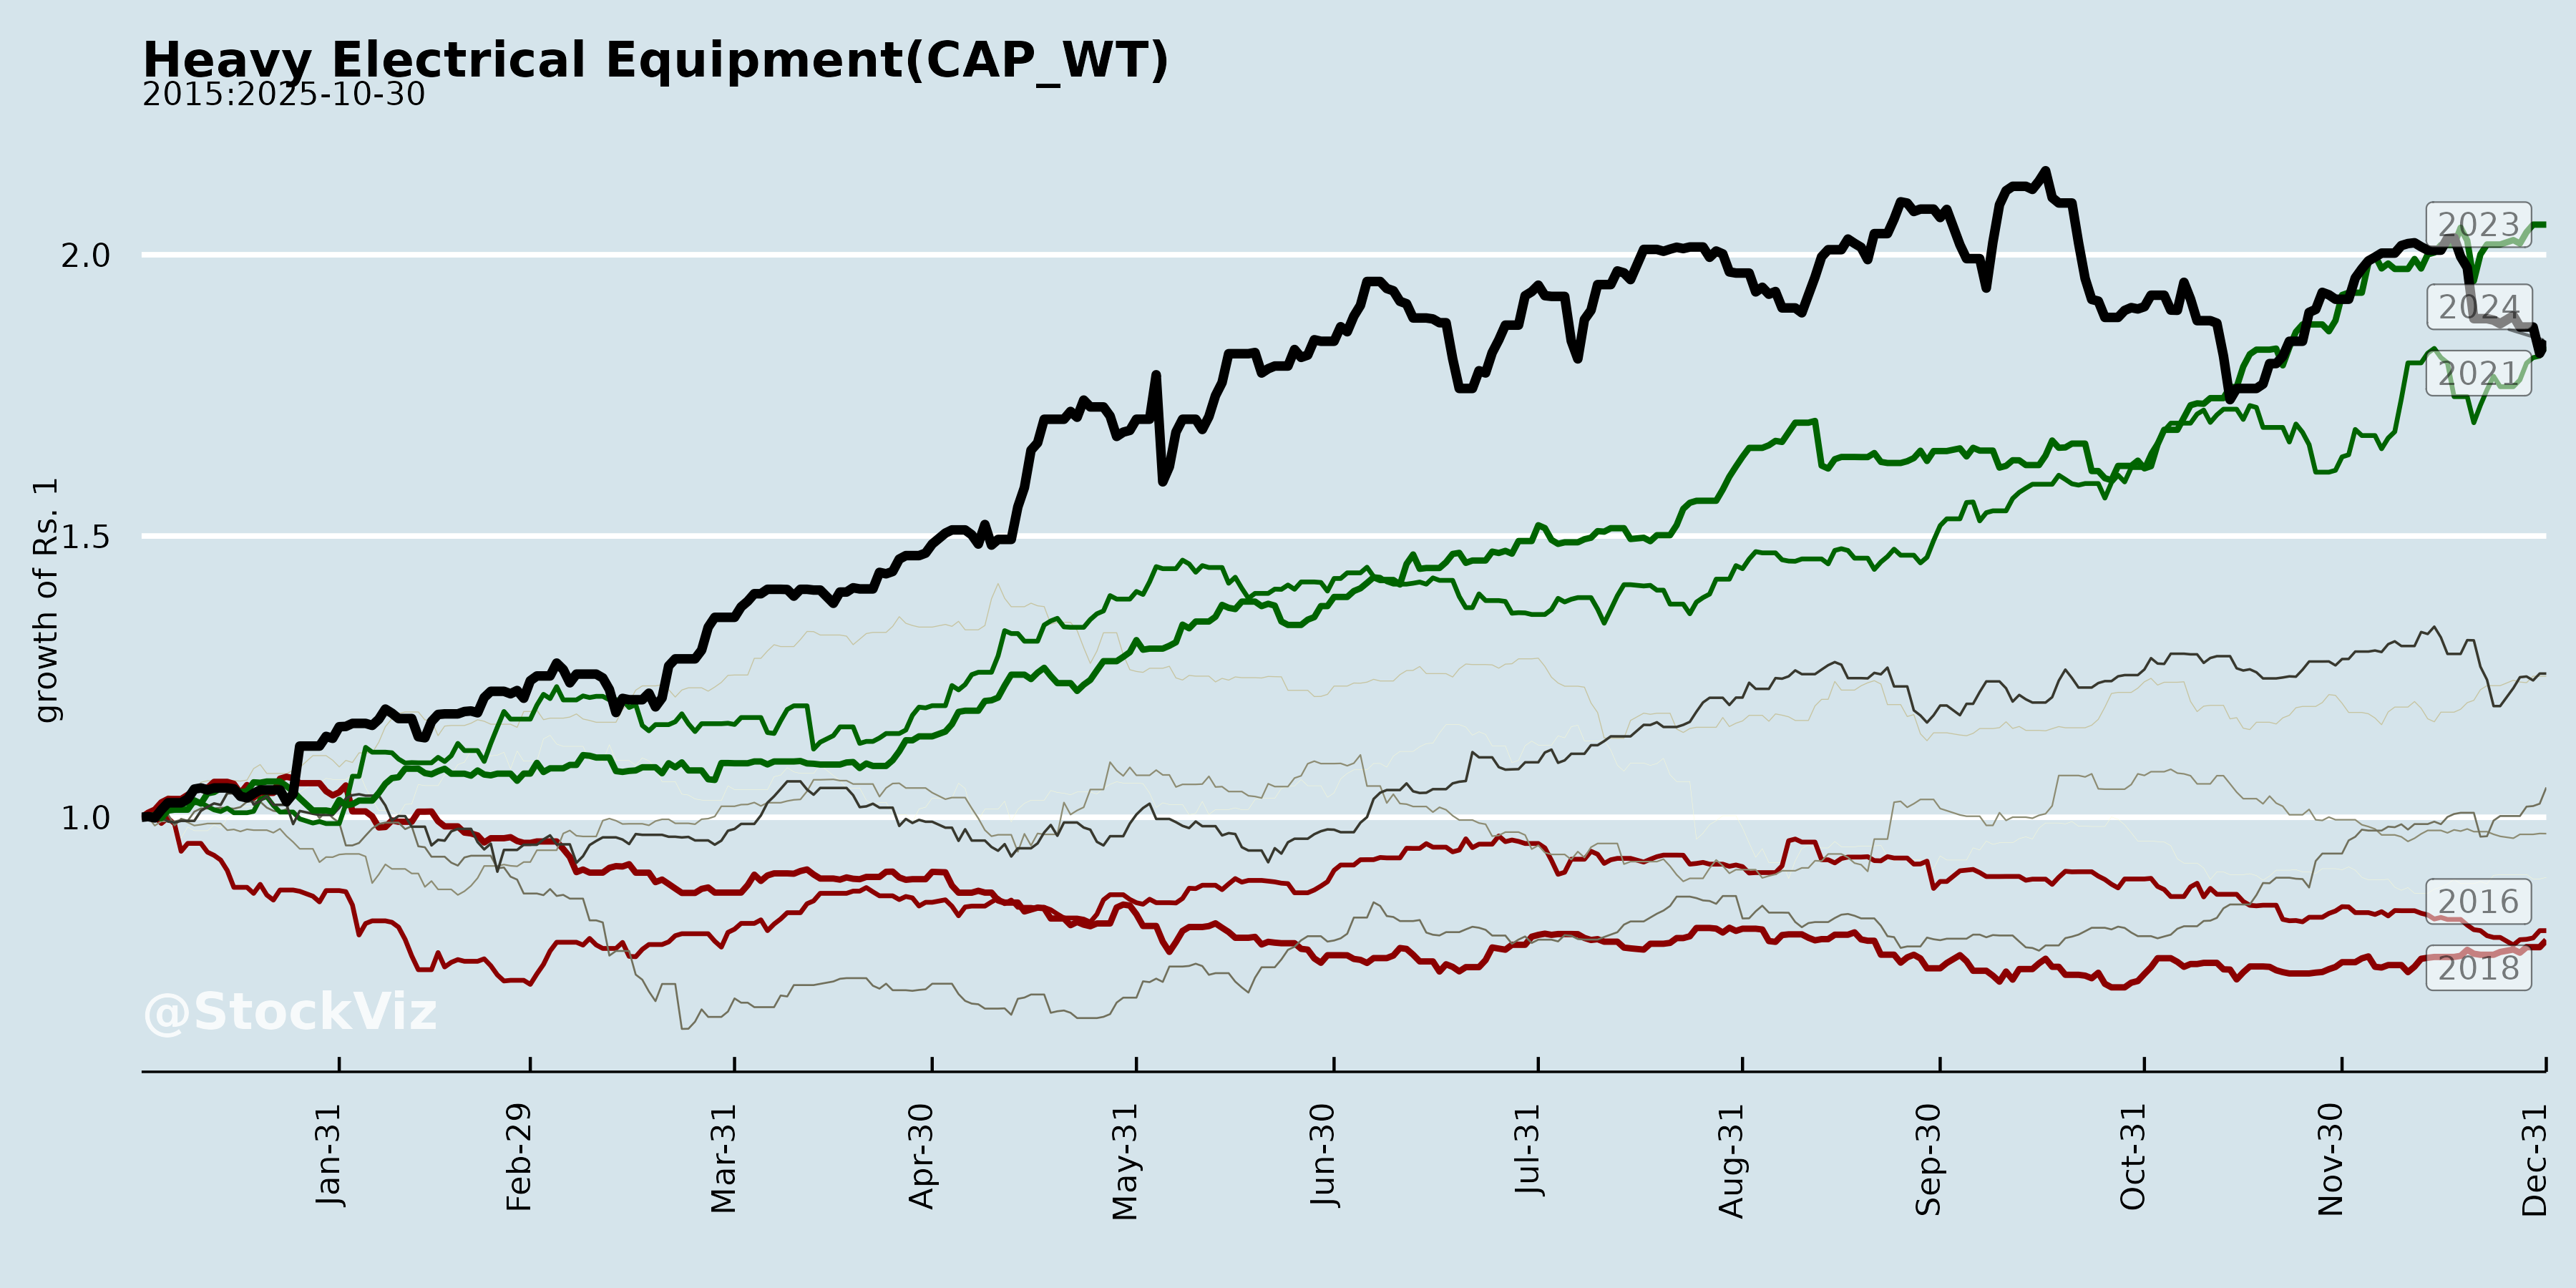 Heavy Electrical Equipment(CAP_WT)
2015:2025-10-30
growth of Rs. 1
2.0
1.5
1.0
2023
2024
2021
2016
2018
@StockViz
Jan-31
Feb-29
Mar-31
Apr-30
May-31
Jun-30
Jul-31
Aug-31
Sep-30
Oct-31
Nov-30
Dec-31